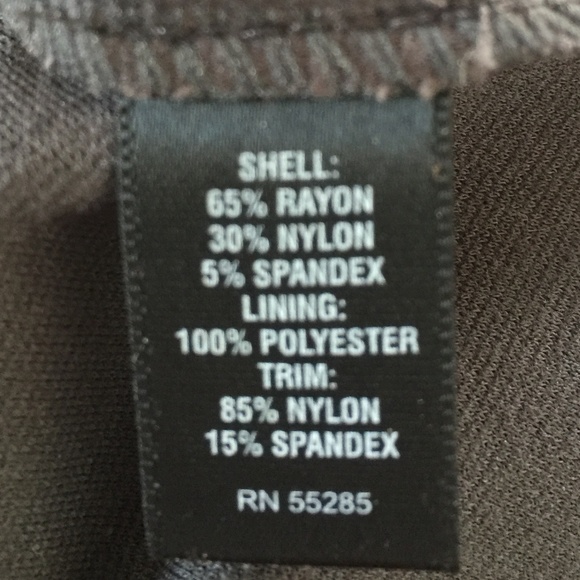 SHELL:
65% RAYON
30% NYLON
5% SPANDEX
LINING:
100% POLYESTER
TRIM:
85% NYLON
15% SPANDEX
RN 55285